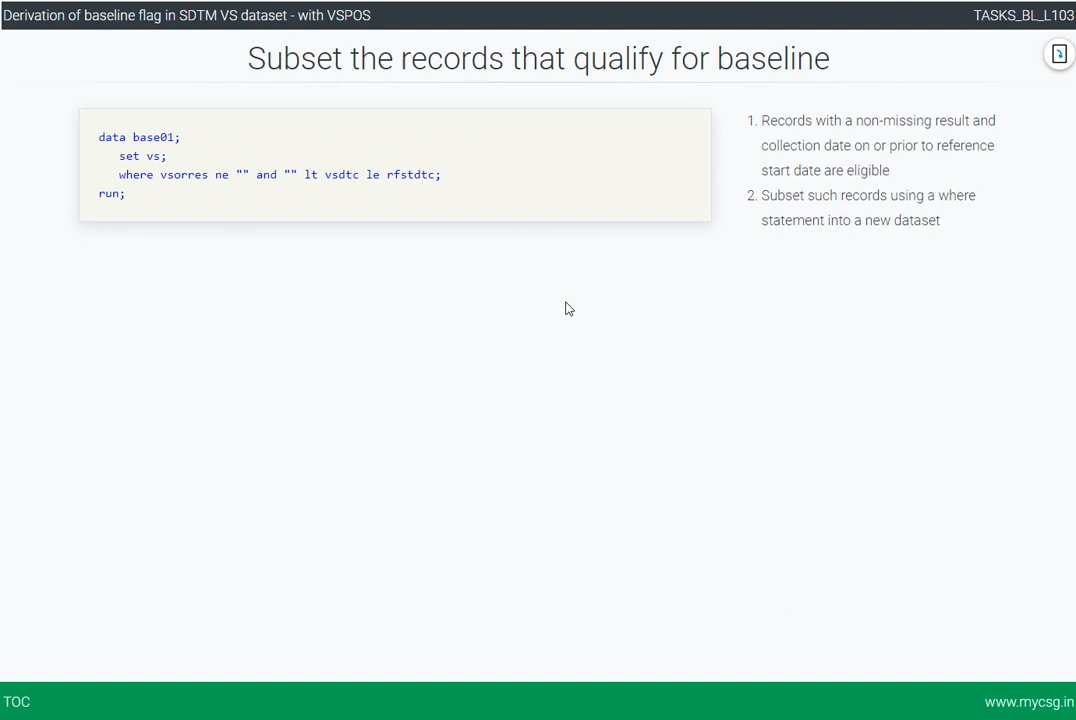 Derivation of baseline flag in SDTM VS dataset - with VSPOS
TASKS_BL_L103
Subset the records that qualify for baseline
data base01;
set vs;
where vsorres ne "" and "" lt vsdtc le rfstdtc;
run;
1. Records with a non-missing result and
collection date on or prior to reference
start date are eligible
2. Subset such records using a where
statement into a new dataset
TOC
www.mycsg.in